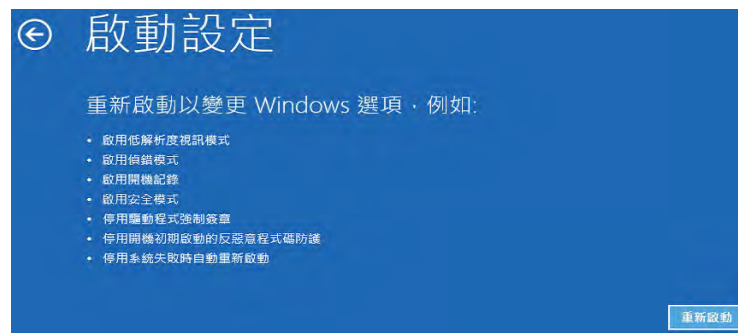 啟動設定
重新啟動以變更 Windows 選項，例如:
• 啟用低解析度視訊模式
• 啟用偵錯模式
• 啟用開機記錄
• 啟用安全模式
• 停用驅動程式強制簽章
• 停用開機初期啟動的反惡意程式碼防護
• 停用系統失敗時自動重新啟動
重新啟動